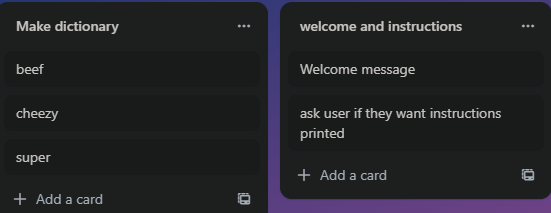 Make dictionary
beef
cheezy
super
Add a card
welcome and instructions
Welcome message
ask user if they want instructions
printed
Add a card